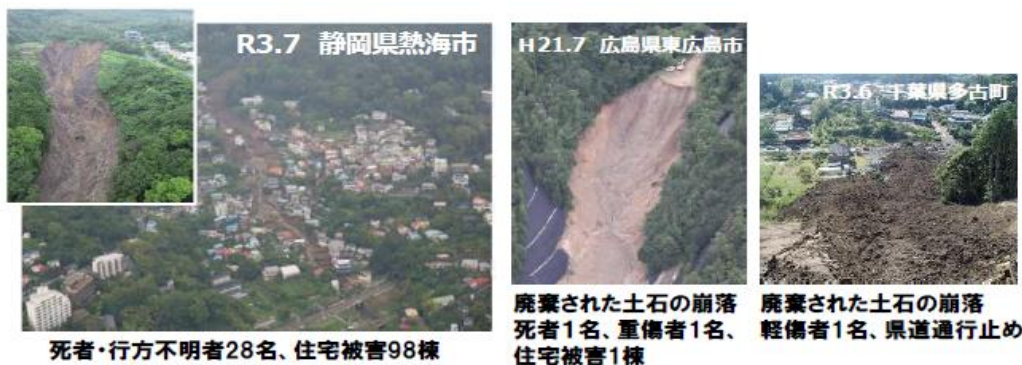 R3.7 静岡県熱海市
死者・行方不明者28名、住宅被害98棟
H21.7 広島県東広島市
廃棄された土石の崩落
死者1名、重傷者1名、
住宅被害1棟
R3.6 千葉県多古町
廃棄された土石の崩落
軽傷者1名、県道通行止め